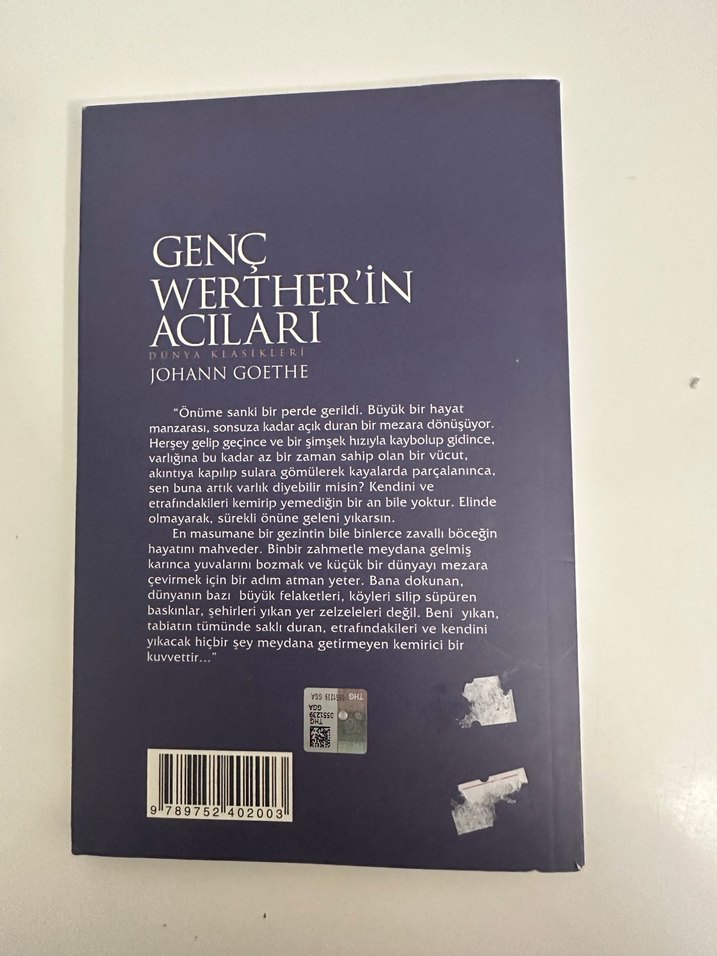 GENÇ
WERTHER'İN
ACILARI
DÜNYA KLASİKLERİ
JOHANN GOETHE
"Önüme sanki bir perde gerildi. Büyük bir hayat
manzarası, sonsuza kadar açık duran bir mezara dönüşüyor.
Herşey gelip geçince ve bir şimşek hızıyla kaybolup gidince,
varlığına bu kadar az bir zaman sahip olan bir vücut,
akıntıya kapılıp sulara gömülerek kayalarda parçalanınca,
sen buna artık varlık diyebilir misin? Kendini ve
etrafındakileri kemirip yemediğin bir an bile yoktur. Elinde
olmayarak, sürekli önüne geleni yıkarsın.
En masumane bir gezintin bile binlerce zavallı böceğin
hayatını mahveder. Binbir zahmetle meydana gelmiş
karınca yuvalarını bozmak ve küçük bir dünyayı mezara
çevirmek için bir adım atman yeter. Bana dokunan,
dünyanın bazı büyük felaketleri, köyleri silip süpüren
baskınlar, şehirleri yıkan yer zelzeleleri değil. Beni yıkan,
tabiatın tümünde saklı duran, etrafındakileri ve kendini
yıkacak hiçbir şey meydana getirmeyen kemirici bir
kuvvettir..."
THG
0551239 GGA
THG
0551239
GGA
9 789752 402003